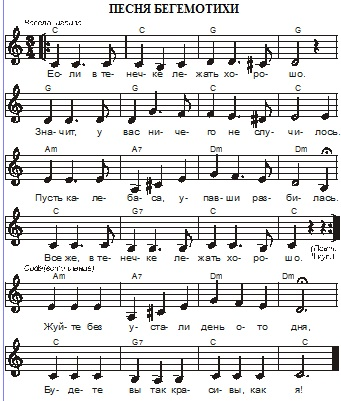 ПЕСНЯ БЕГЕМОТИХИ
C C G G
Ес- ли в те- неч- ке ле- жать хо- ро- шо.
G G G C
Зна- чит, у вас ни- че- го не слу- чи- лось.
Am A7 Dm Dm
Пусть ка- ле- ба- са, у- пав- ши раз- би- лась.
C G7 C C
Все же, в те- неч- ке ле- жать хо- ро- шо.
Am A7 Dm Dm
Жуй- те без у- ста- ли день о- то дня,
C G7 C C
Бу- де- те вы так кра- си- вы, как я!